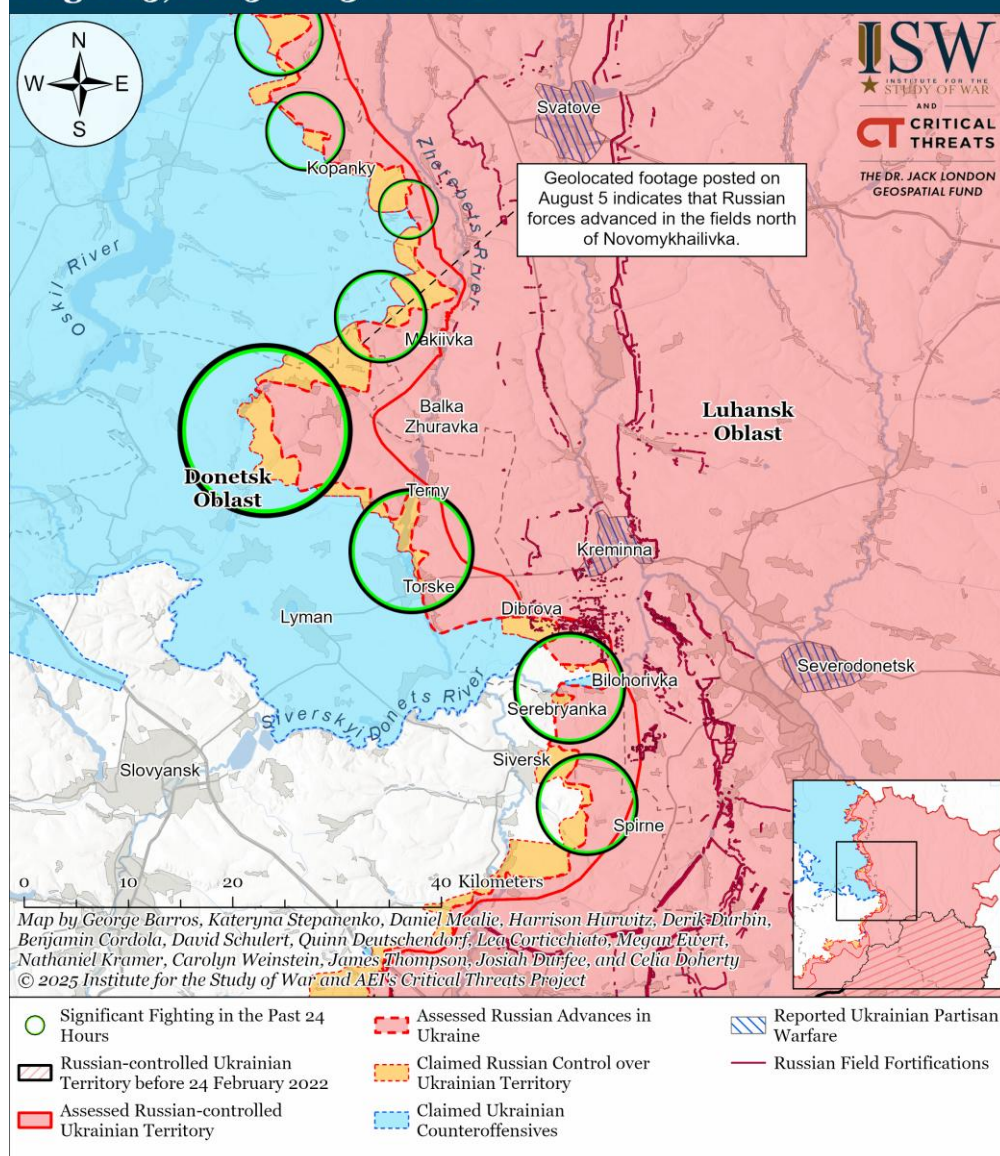 N
W E
S
ISW
INSTITUTE FOR THE
STUDY OF WAR
AND
CT CRITICAL
THREATS
THE DR. JACK LONDON
GEOSPATIAL FUND
Svatove
Kopanky
Zherebets River
Geolocated footage posted on
August 5 indicates that Russian
forces advanced in the fields north
of Novomykhailivka.
Oskil River
Makiivka
Balka
Zhuravka
Luhansk
Oblast
Donetsk
Oblast
Terny
Kreminna
Torske
Dibrova
Lyman
Severodonetsk
Bilohorivka
Serebryanka
Siverskyi Donets River
Siversk
Slovyansk
Spirne
0 10 20 40 Kilometers
Map by George Barros, Kateryna Stepanenko, Daniel Mealie, Harrison Hurwitz, Derik Durbin,
Benjamin Cordola, David Schulert, Quinn Deutschendorf, Lea Corticchiato, Megan Ewert,
Nathaniel Kramer, Carolyn Weinstein, James Thompson, Josiah Durfee, and Celia Doherty
© 2025 Institute for the Study of War and AEI's Critical Threats Project
Significant Fighting in the Past 24
Hours
Russian-controlled Ukrainian
Territory before 24 February 2022
Assessed Russian-controlled
Ukrainian Territory
Assessed Russian Advances in
Ukraine
Claimed Russian Control over
Ukrainian Territory
Claimed Ukrainian
Counteroffensives
Reported Ukrainian Partisan
Warfare
Russian Field Fortifications